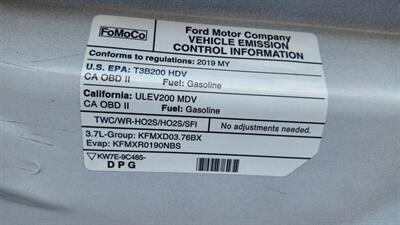 FoMoCo
Ford Motor Company
VEHICLE EMISSION
CONTROL INFORMATION
Conforms to regulations: 2019 MY
U.S. EPA: T3B200 HDV
CA OBD II Fuel: Gasoline
California: ULEV200 MDV
CA OBD II Fuel: Gasoline
TWC/WR-HO2S/HO2S/SFI
No adjustments needed.
3.7L-Group: KFMXD03.76BX
Evap: KFMXR0190NBS
KW7E-9C485-
DPG